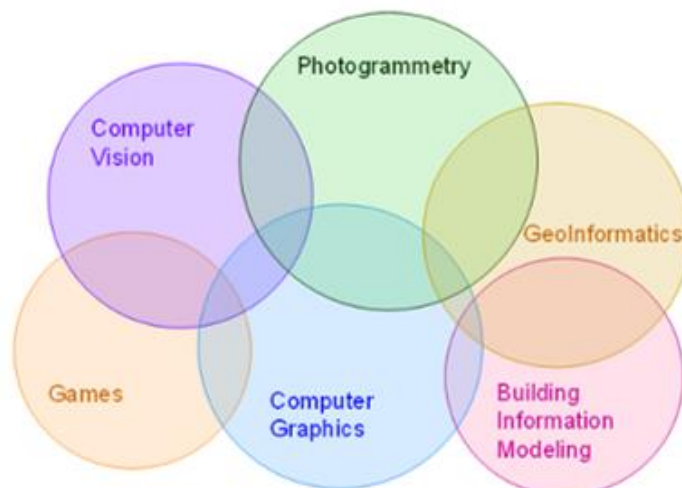 Photogrammetry
Computer
Vision
GeoInformatics
Games
Computer
Graphics
Building
Information
Modeling